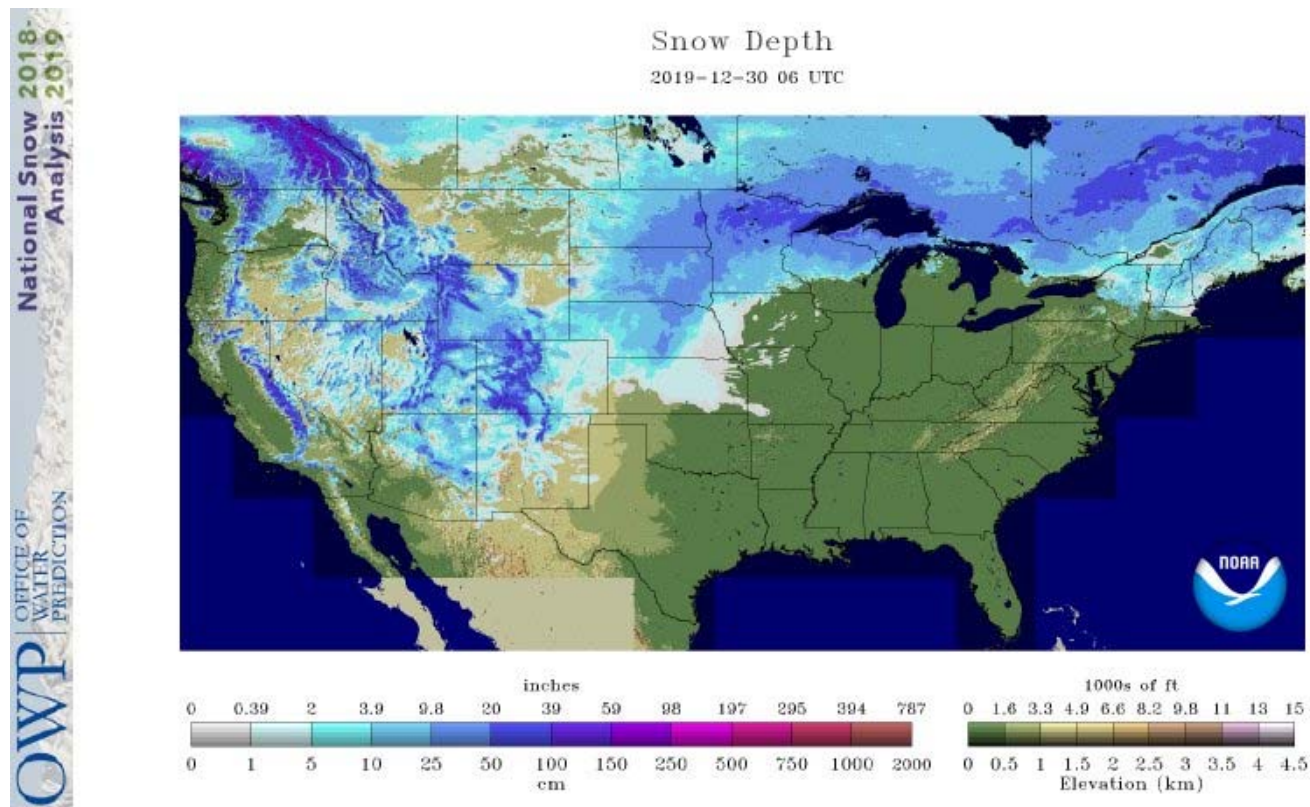 National Snow 2018-
Analysis 2019
OWP
OFFICE OF
WATER
PREDICTION
Snow Depth
2019-12-30 06 UTC
NOAA
inches
0 0.39 2 3.9 9.8 20 39 59 98 197 295 394 787
0 1 5 10 25 50 100 150 250 500 750 1000 2000
cm
1000s of ft
0 1.6 3.3 4.9 6.6 8.2 9.8 11 13 15
0 0.5 1 1.5 2 2.5 3 3.5 4 4.5
Elevation (km)